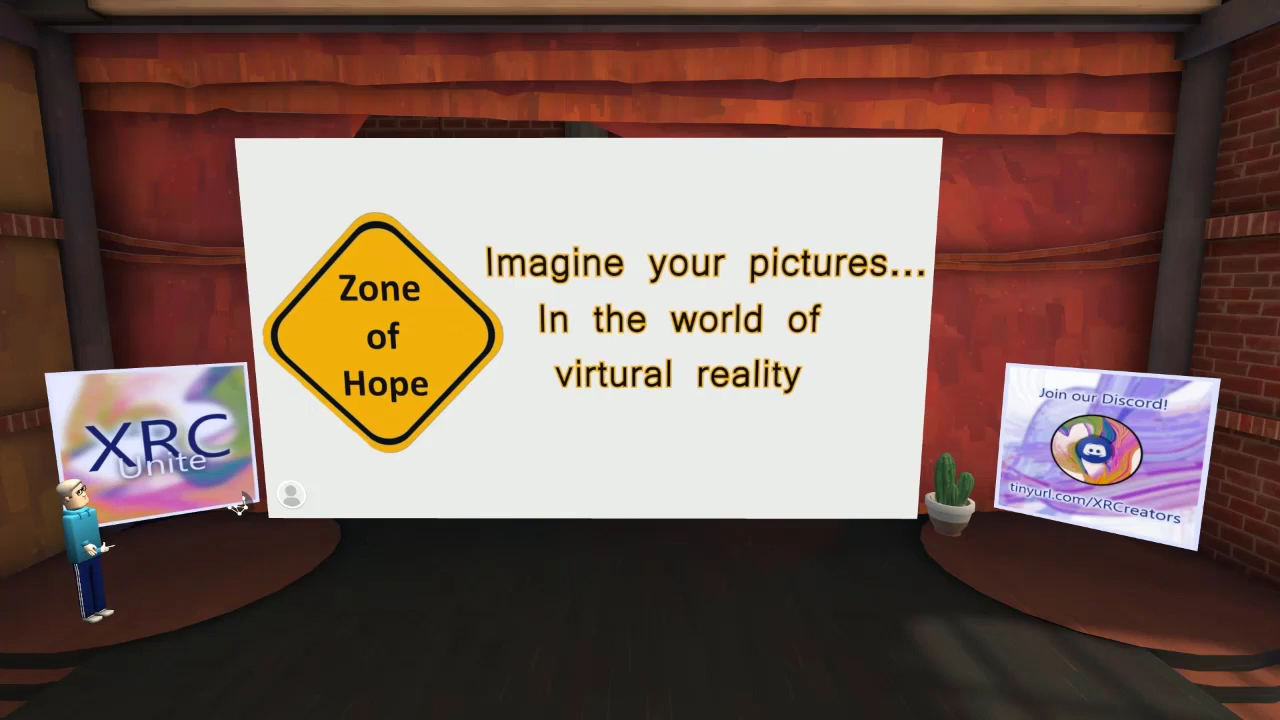 Zone
of
Hope
Imagine your pictures...
In the world of
virtural reality
XRC
Unite
Join our Discord!
tinyurl.com/XRCreators